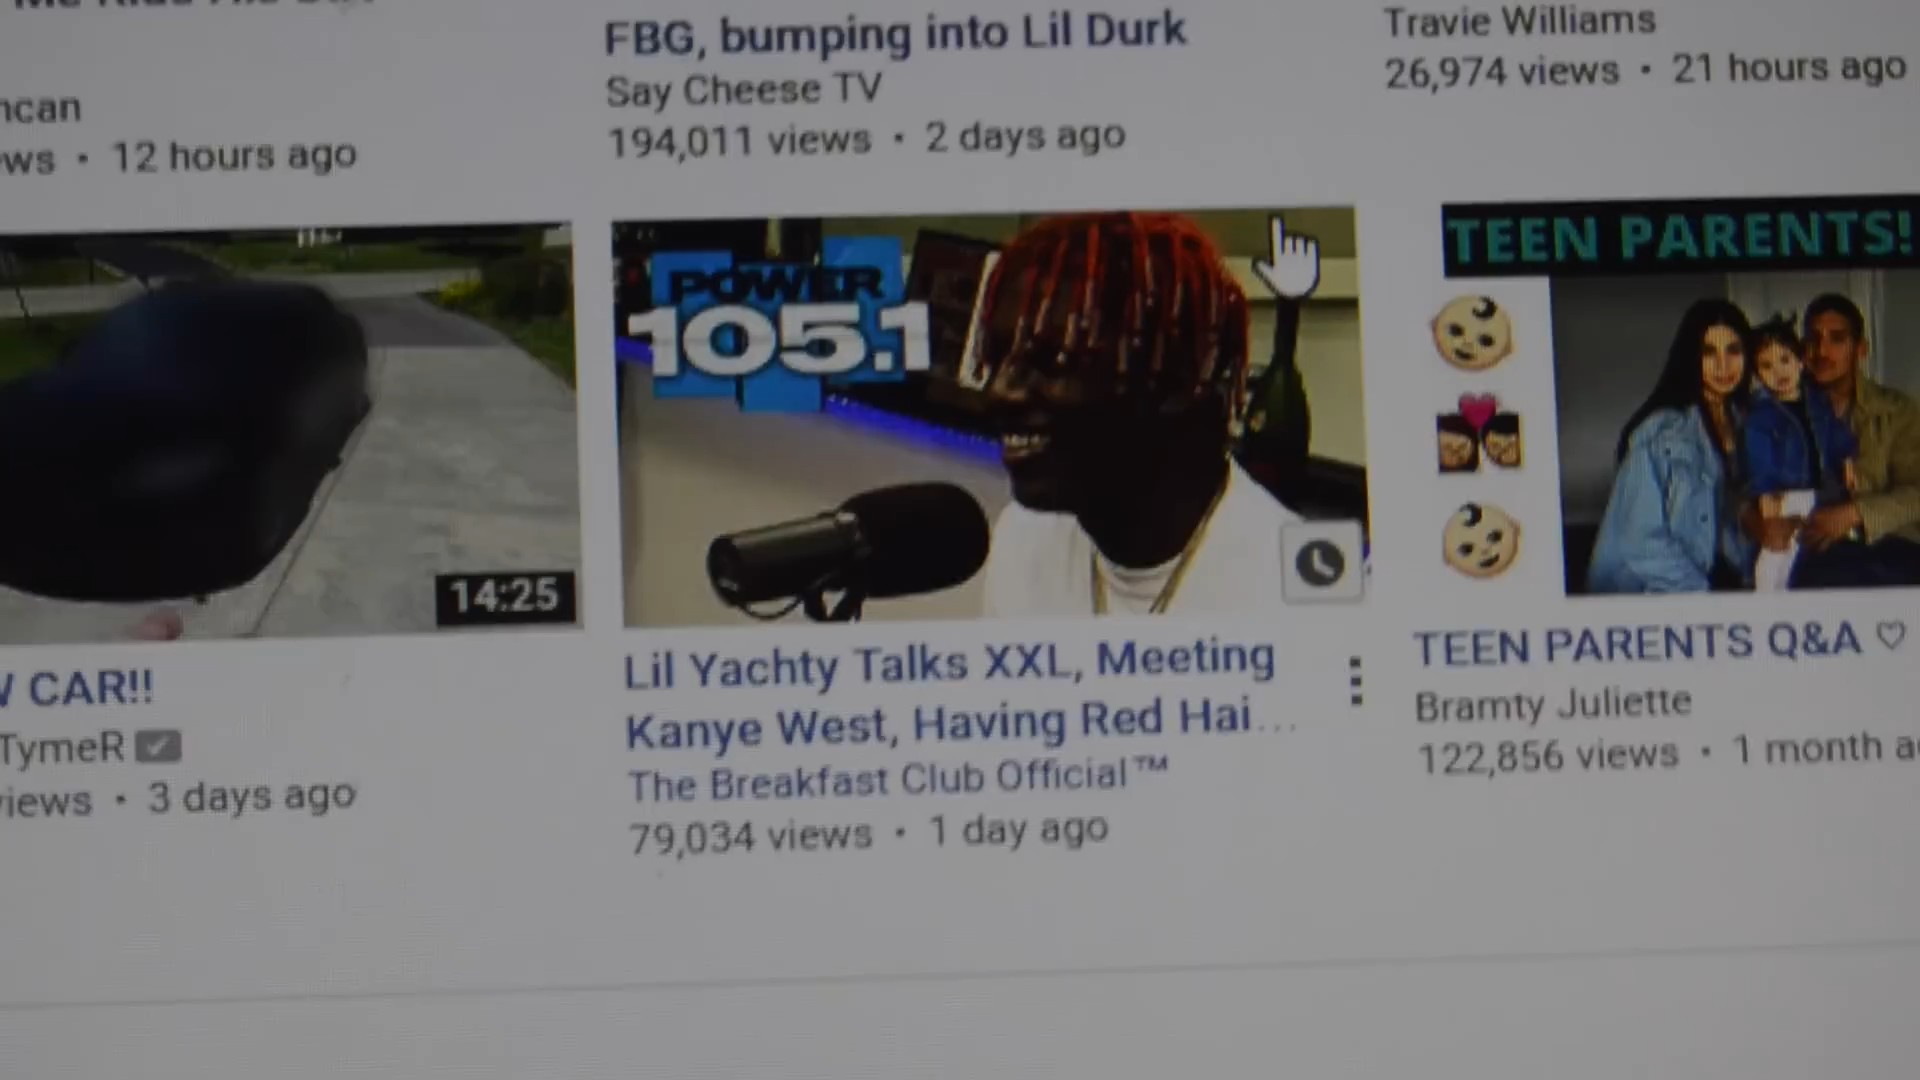 FBG, bumping into Lil Durk
Say Cheese TV
194,011 views • 2 days ago
Travie Williams
26,974 views • 21 hours ago
ncan
ws • 12 hours ago
14:25
CAR!!
TymeR
views • 3 days ago
POWER
105.1
Lil Yachty Talks XXL, Meeting
Kanye West, Having Red Hai...
The Breakfast Club Official™
79,034 views • 1 day ago
TEEN PARENTS!
TEEN PARENTS Q&A ♡
Bramty Juliette
122,856 views • 1 month a